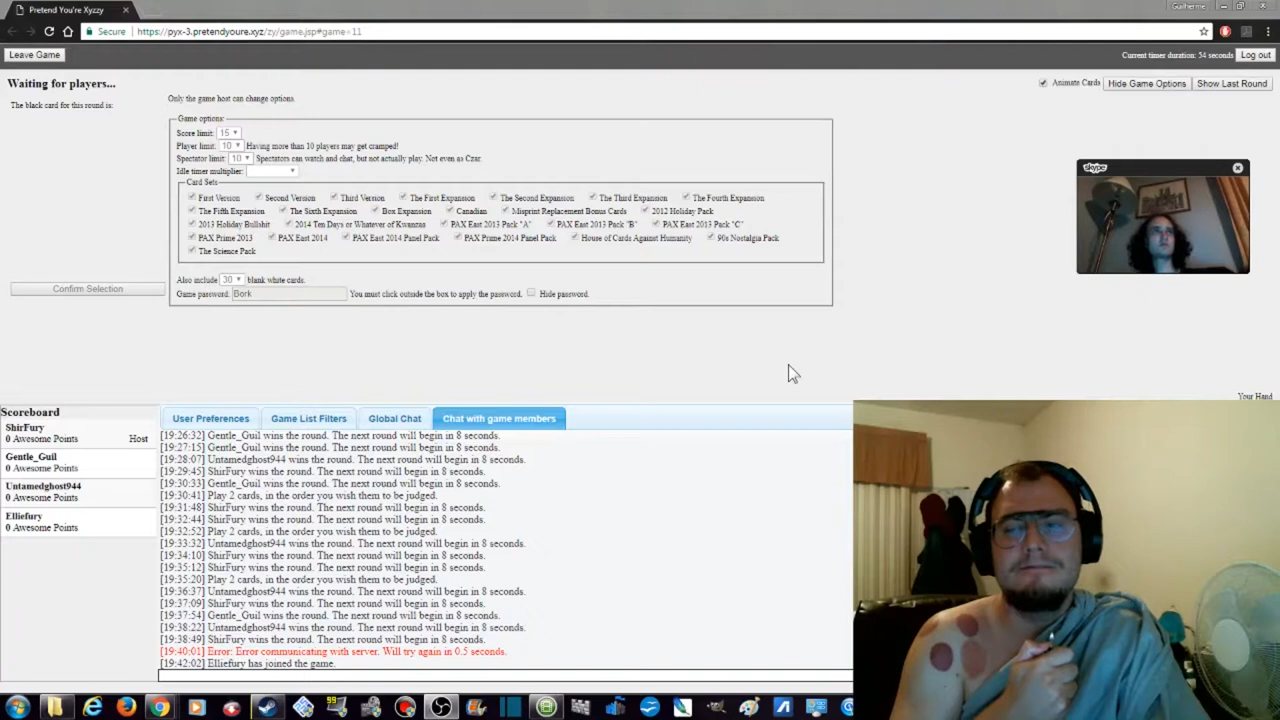 Pretend You're Xyzzy
Guilherme
Secure https://pyx-3.pretendyoure.xyz/zy/game.jsp#game=11
Leave Game
Current timer duration: 54 seconds Log out
Waiting for players...
Animate Cards Hide Game Options Show Last Round
The black card for this round is:
Only the game host can change options.
Game options:
Score limit: 15
Player limit: 10 Having more than 10 players may get cramped!
Spectator limit: 10 Spectators can watch and chat, but not actually play. Not even as Czar.
Idle timer multiplier:
Card Sets
First Version Second Version Third Version The First Expansion The Second Expansion The Third Expansion The Fourth Expansion
The Fifth Expansion The Sixth Expansion Box Expansion Canadian Misprint Replacement Bonus Cards 2012 Holiday Pack
2013 Holiday Bullshit 2014 Ten Days or Whatever of Kwanzaa PAX East 2013 Pack "A" PAX East 2013 Pack "B" PAX East 2013 Pack "C"
PAX Prime 2013 PAX East 2014 PAX East 2014 Panel Pack PAX Prime 2014 Panel Pack House of Cards Against Humanity 90s Nostalgia Pack
The Science Pack
Also include 30 blank white cards.
Game password: Bork You must click outside the box to apply the password. Hide password.
Confirm Selection
skype
Your Hand
Scoreboard
ShirFury
0 Awesome Points Host
Gentle_Guil
0 Awesome Points
Untamedghost944
0 Awesome Points
Elliefury
0 Awesome Points
User Preferences Game List Filters Global Chat Chat with game members
[19:26:32] Gentle_Guil wins the round. The next round will begin in 8 seconds.
[19:27:15] Gentle_Guil wins the round. The next round will begin in 8 seconds.
[19:28:07] Untamedghost944 wins the round. The next round will begin in 8 seconds.
[19:29:45] ShirFury wins the round. The next round will begin in 8 seconds.
[19:30:33] Gentle_Guil wins the round. The next round will begin in 8 seconds.
[19:30:41] Play 2 cards, in the order you wish them to be judged.
[19:31:48] ShirFury wins the round. The next round will begin in 8 seconds.
[19:32:44] ShirFury wins the round. The next round will begin in 8 seconds.
[19:32:52] Play 2 cards, in the order you wish them to be judged.
[19:33:32] Untamedghost944 wins the round. The next round will begin in 8 seconds.
[19:34:10] ShirFury wins the round. The next round will begin in 8 seconds.
[19:35:12] ShirFury wins the round. The next round will begin in 8 seconds.
[19:35:20] Play 2 cards, in the order you wish them to be judged.
[19:36:37] Untamedghost944 wins the round. The next round will begin in 8 seconds.
[19:37:09] ShirFury wins the round. The next round will begin in 8 seconds.
[19:37:54] Gentle_Guil wins the round. The next round will begin in 8 seconds.
[19:38:22] Untamedghost944 wins the round. The next round will begin in 8 seconds.
[19:38:49] ShirFury wins the round. The next round will begin in 8 seconds.
[19:40:01] Error: Error communicating with server. Will try again in 0.5 seconds.
[19:42:02] Elliefury has joined the game.